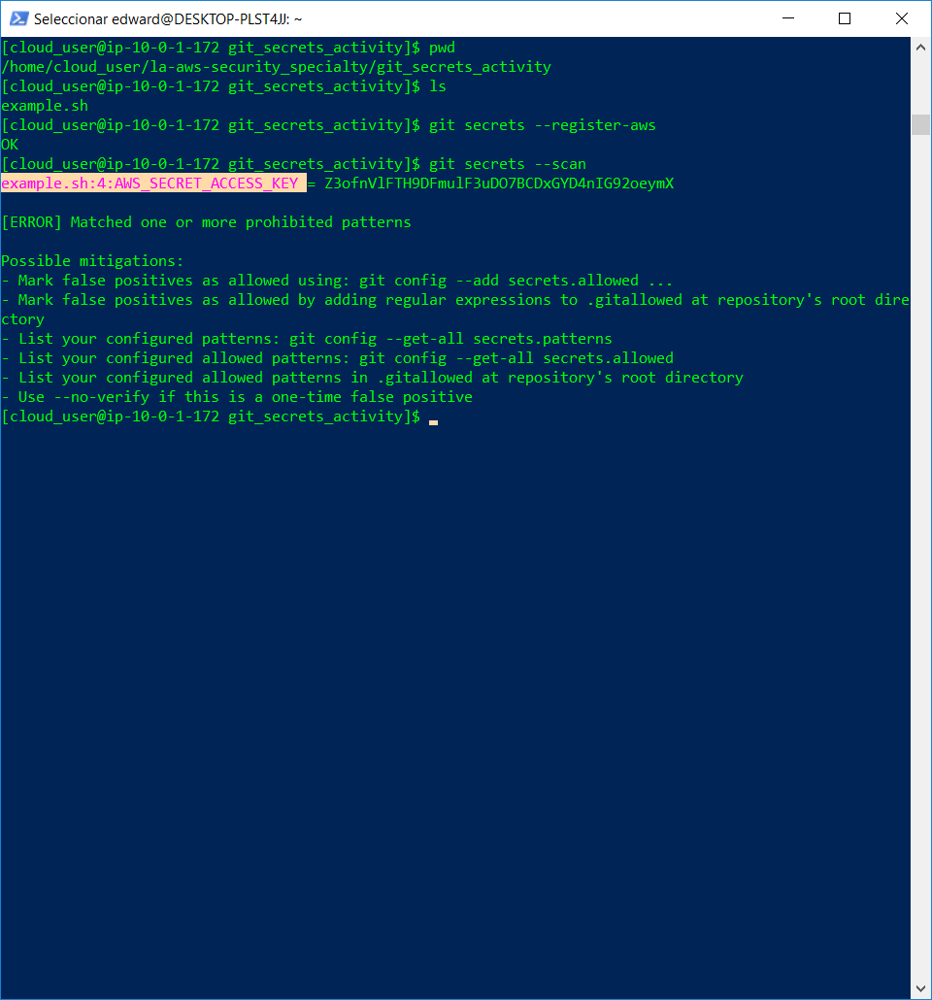 Seleccionar edward@DESKTOP-PLST4JJ: ~
[cloud_user@ip-10-0-1-172 git_secrets_activity]$ pwd
/home/cloud_user/la-aws-security_specialty/git_secrets_activity
[cloud_user@ip-10-0-1-172 git_secrets_activity]$ ls
example.sh
[cloud_user@ip-10-0-1-172 git_secrets_activity]$ git secrets --register-aws
OK
[cloud_user@ip-10-0-1-172 git_secrets_activity]$ git secrets --scan
example.sh:4:AWS_SECRET_ACCESS_KEY = Z3ofnVlFTH9DFmulF3uDO7BCDxGYD4nIG92oeymX
[ERROR] Matched one or more prohibited patterns
Possible mitigations:
- Mark false positives as allowed using: git config --add secrets.allowed ...
- Mark false positives as allowed by adding regular expressions to .gitallowed at repository's root dire
ctory
- List your configured patterns: git config --get-all secrets.patterns
- List your configured allowed patterns: git config --get-all secrets.allowed
- List your configured allowed patterns in .gitallowed at repository's root directory
- Use --no-verify if this is a one-time false positive
[cloud_user@ip-10-0-1-172 git_secrets_activity]$